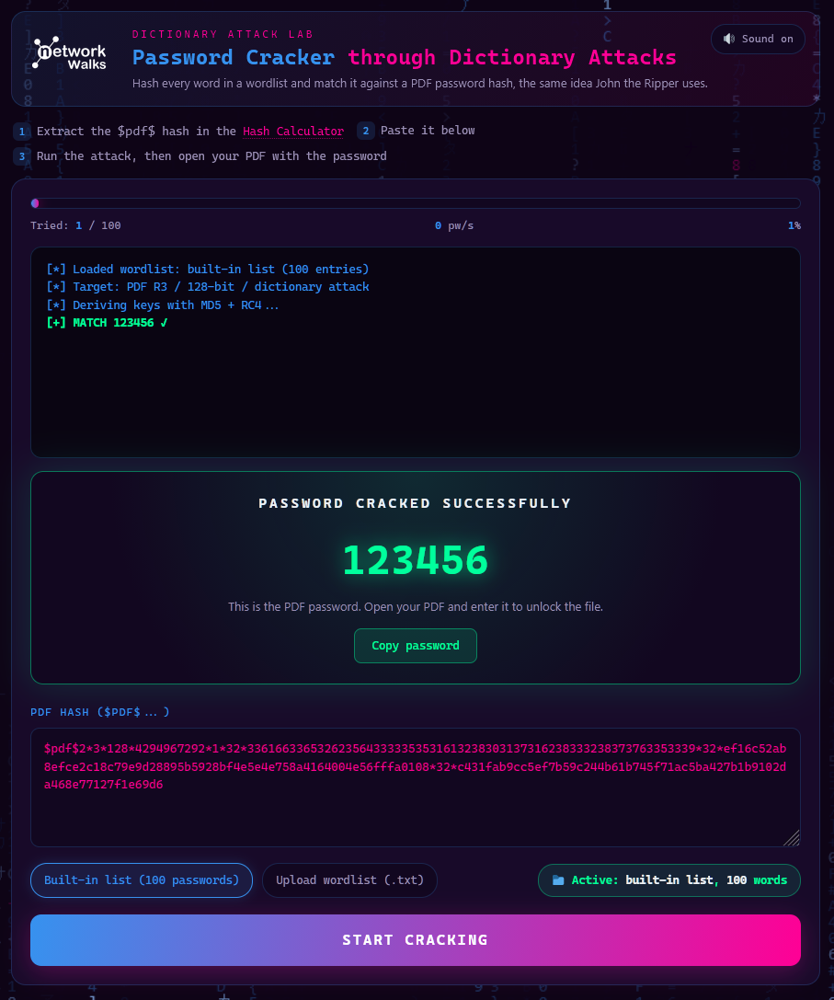 network
Walks
DICTIONARY ATTACK LAB
Password Cracker through Dictionary Attacks
Hash every word in a wordlist and match it against a PDF password hash, the same idea John the Ripper uses.
Sound on
1 Extract the $pdf$ hash in the Hash Calculator 2 Paste it below
3 Run the attack, then open your PDF with the password
Tried: 1 / 100 0 pw/s 1%
[*] Loaded wordlist: built-in list (100 entries)
[*] Target: PDF R3 / 128-bit / dictionary attack
[*] Deriving keys with MD5 + RC4...
[+] MATCH 123456 ✓
PASSWORD CRACKED SUCCESSFULLY
123456
This is the PDF password. Open your PDF and enter it to unlock the file.
Copy password
PDF HASH ($PDF$...)
$pdf$2*3*128*4294967292*1*32*33616633653262356433333535316132383031373162383332383737633533​39*32*ef16c52ab
8efce2c18c79e9d28895b5928bf4e5e4e758a4164004e56fffa0108*32*c431fab9cc5ef7b59c244b61b745f71ac5ba427b1b9102d
a468e77127f1e69d6
Built-in list (100 passwords) Upload wordlist (.txt) Active: built-in list, 100 words
START CRACKING